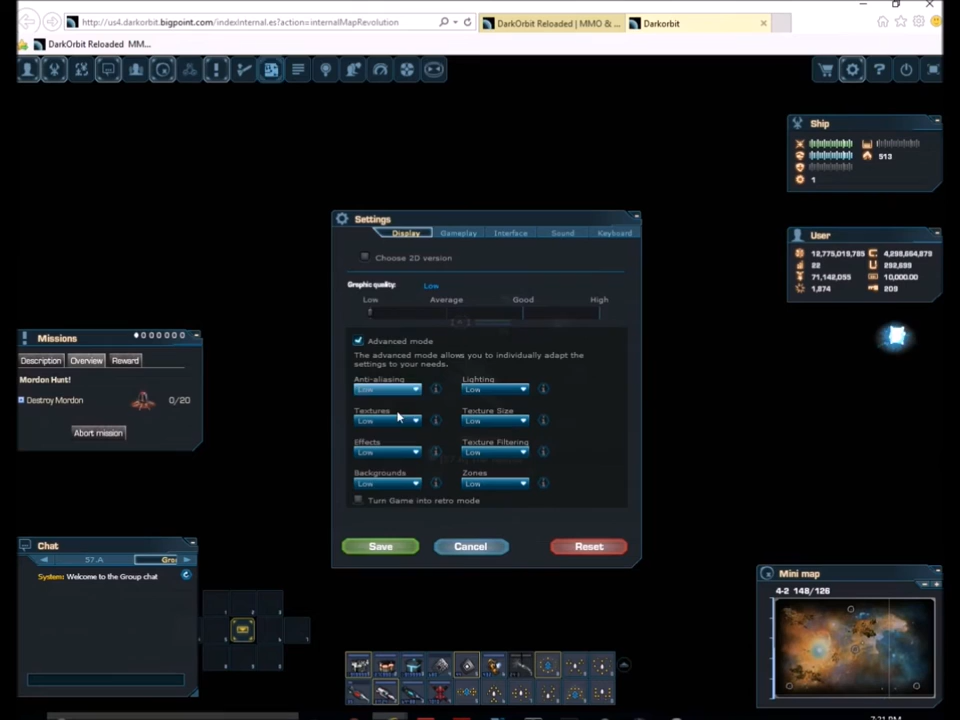 http://us4.darkorbit.bigpoint.com/indexInternal.es?action=internalMapRevolution
DarkOrbit Reloaded | MMO & ...
Darkorbit
DarkOrbit Reloaded MM...
Ship
513
1
User
12,775,019,785
4,298,664,879
22
292,699
71,142,055
10,000.00
1,874
209
Settings
Display
Gameplay
Interface
Sound
Keyboard
Choose 2D version
Graphic quality:
Low
Low
Average
Good
High
Advanced mode
The advanced mode allows you to individually adapt the
settings to your needs.
Anti-aliasing
Lighting
Low
Low
Textures
Texture Size
Low
Low
Effects
Texture Filtering
Low
Low
Backgrounds
Zones
Low
Low
Turn Game into retro mode
Save
Cancel
Reset
Missions
Description
Overview
Reward
Mordon Hunt!
Destroy Mordon
0/20
Abort mission
Chat
57.A
Gro
System: Welcome to the Group chat
Mini map
4-2 148/126